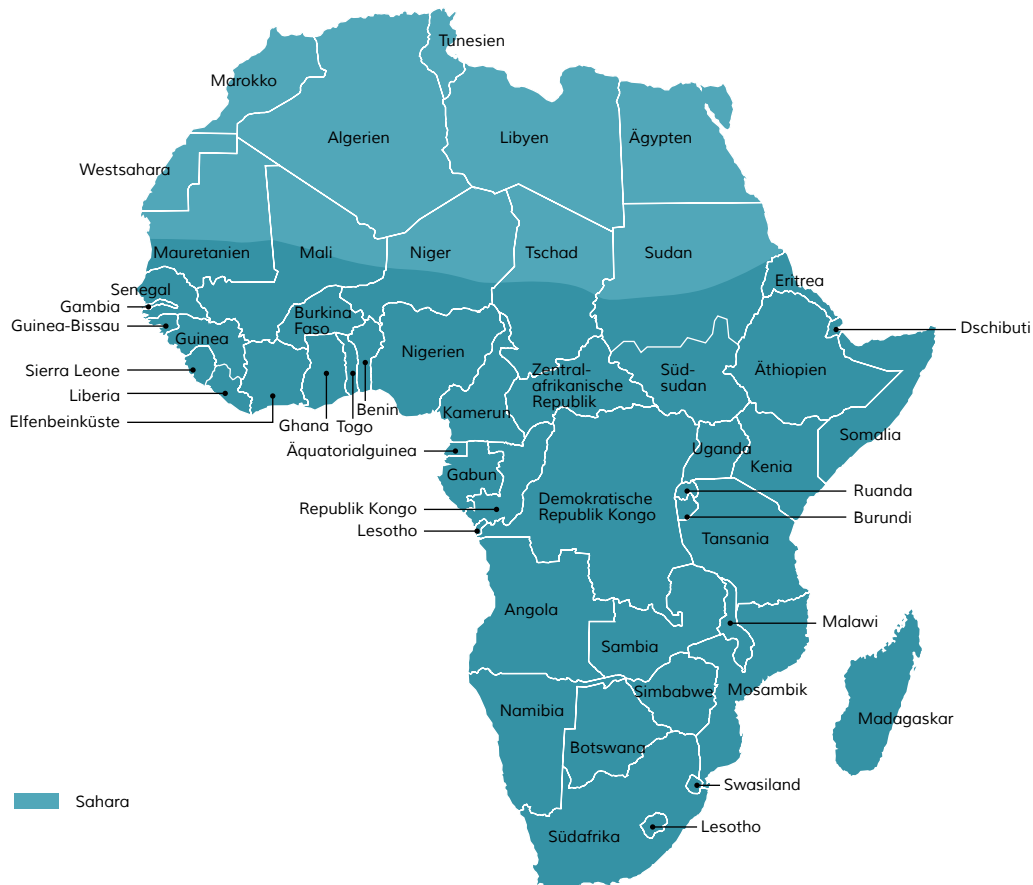 Tunesien
Marokko
Algerien
Libyen
Ägypten
Westsahara
Mauretanien
Mali
Niger
Tschad
Sudan
Eritrea
Senegal
Gambia
Guinea-Bissau
Guinea
Burkina
Faso
Nigerien
Dschibuti
Sierra Leone
Liberia
Elfenbeinküste
Ghana
Togo
Benin
Kamerun
Zentral-
afrikanische
Republik
Süd-
sudan
Äthiopien
Somalia
Äquatorialguinea
Gabun
Uganda
Kenia
Republik Kongo
Lesotho
Demokratische
Republik Kongo
Ruanda
Burundi
Tansania
Angola
Sambia
Malawi
Simbabwe
Mosambik
Namibia
Botswana
Madagaskar
Swasiland
Sahara
Südafrika
Lesotho